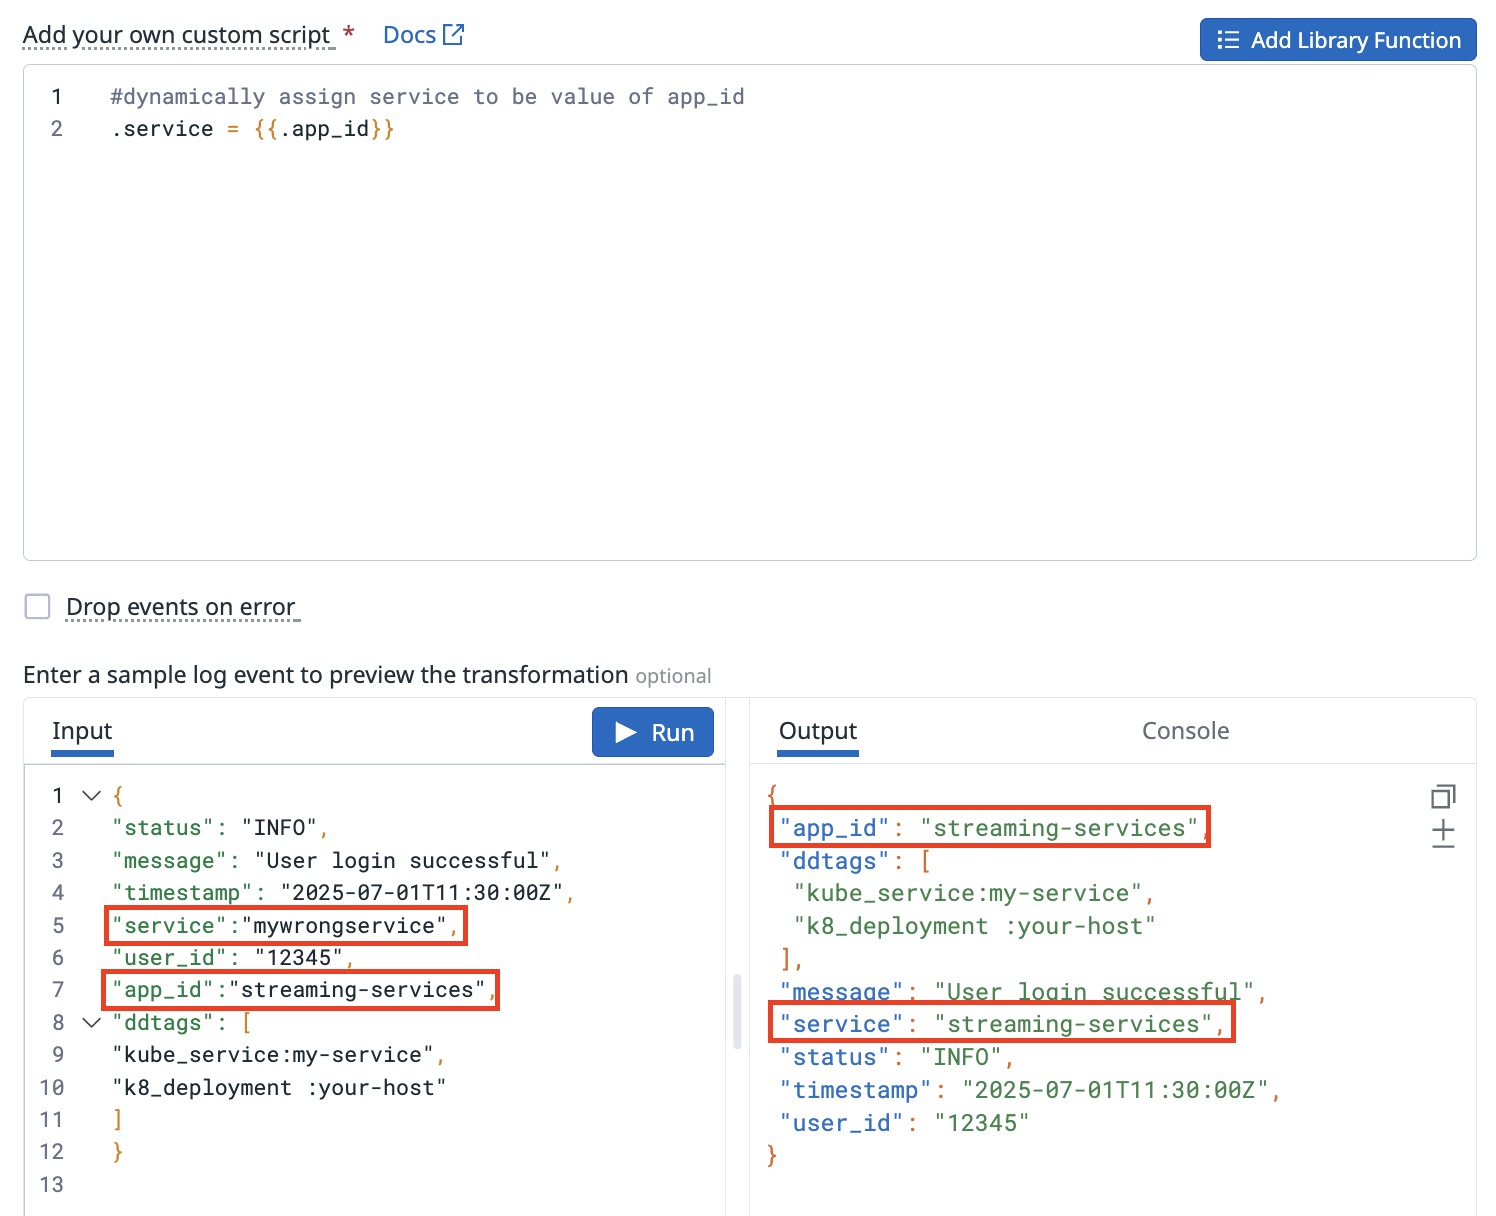 Add your own custom script * Docs
Add Library Function
1 #dynamically assign service to be value of app_id
2 .service = {{.app_id}}
Drop events on error
Enter a sample log event to preview the transformation optional
Input
Run
1 {
2 "status": "INFO",
3 "message": "User login successful",
4 "timestamp": "2025-07-01T11:30:00Z",
5 "service":"mywrongservice",
6 "user_id": "12345",
7 "app_id":"streaming-services",
8 "ddtags": [
9 "kube_service:my-service",
10 "k8_deployment :your-host"
11 ]
12 }
13
Output
Console
{
"app_id": "streaming-services",
"ddtags": [
"kube_service:my-service",
"k8_deployment :your-host"
],
"message": "User login successful",
"service": "streaming-services",
"status": "INFO",
"timestamp": "2025-07-01T11:30:00Z",
"user_id": "12345"
}